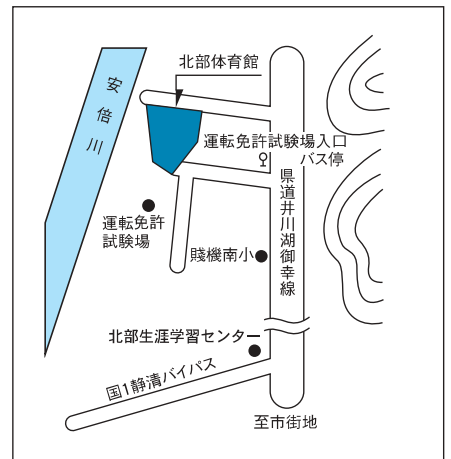 北部体育館
安倍川
運転免許試験場入口
バス停
県道井川湖御幸線
運転免許
試験場
賤機南小
北部生涯学習センター
国1静清バイパス
至市街地